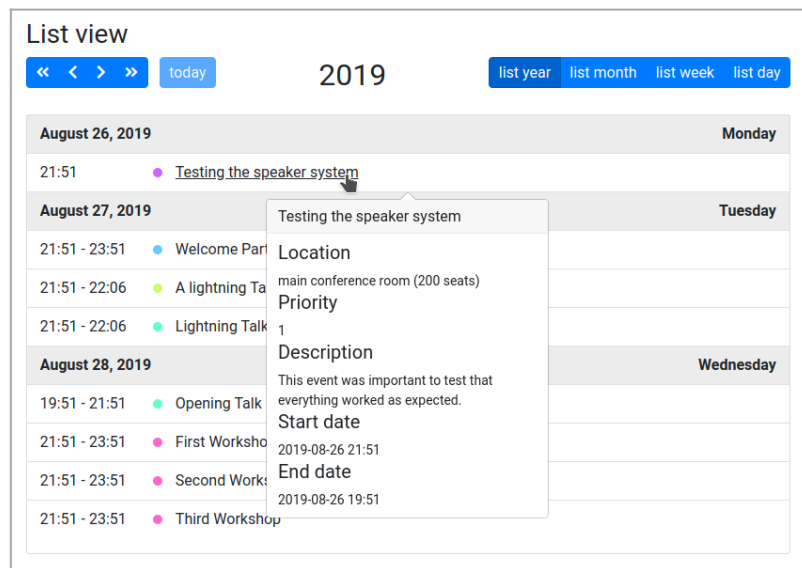 List view
today
2019
list year list month list week list day
August 26, 2019 Monday
21:51 Testing the speaker system
August 27, 2019 Tuesday
Testing the speaker system
21:51 - 23:51 Welcome
Location
main conference room (200 seats)
21:51 - 22:06 A lightning
Priority
1
21:51 - 22:06 Lightning Talk
Description
August 28, 2019 Wednesday
This event was important to test that
everything worked as expected.
19:51 - 21:51 Opening Talk
Start date
2019-08-26 21:51
21:51 - 23:51 First
End date
2019-08-26 19:51
21:51 - 23:51 Second
21:51 - 23:51 Third Workshop